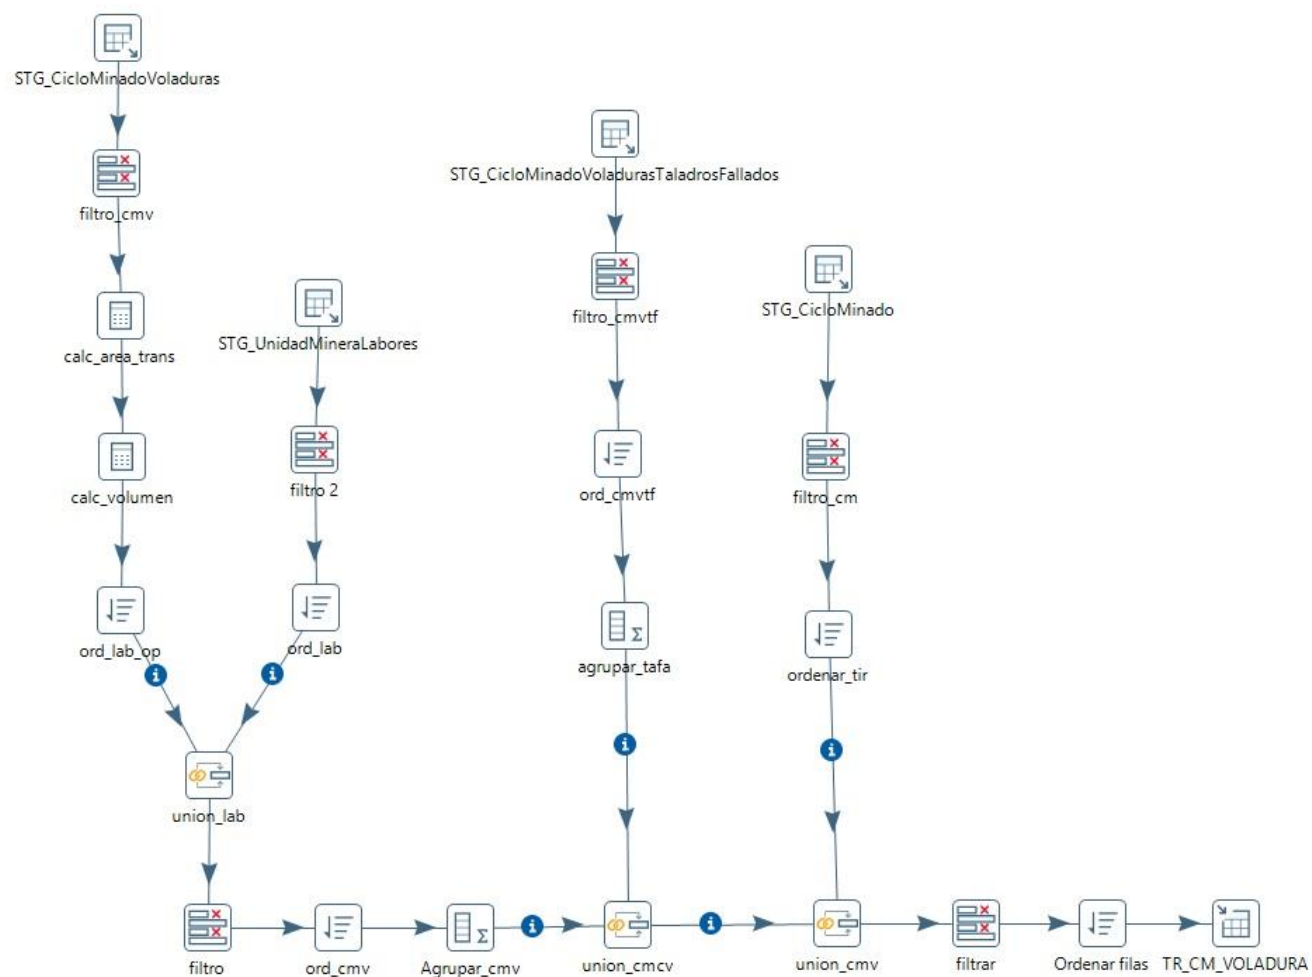 STG_CicloMinadoVoladuras
filtro_cmv
calc_area_trans
calc_volumen
ord_lab_op
STG_UnidadMineraLabores
filtro 2
ord_lab
union_lab
STG_CicloMinadoVoladurasTaladrosFallados
filtro_cmvtf
ord_cmvtf
agrupar_tafa
STG_CicloMinado
filtro_cm
ordenar_tir
filtro
ord_cmv
Agrupar_cmv
union_cmcv
union_cmv
filtrar
Ordenar filas
TR_CM_VOLADURA